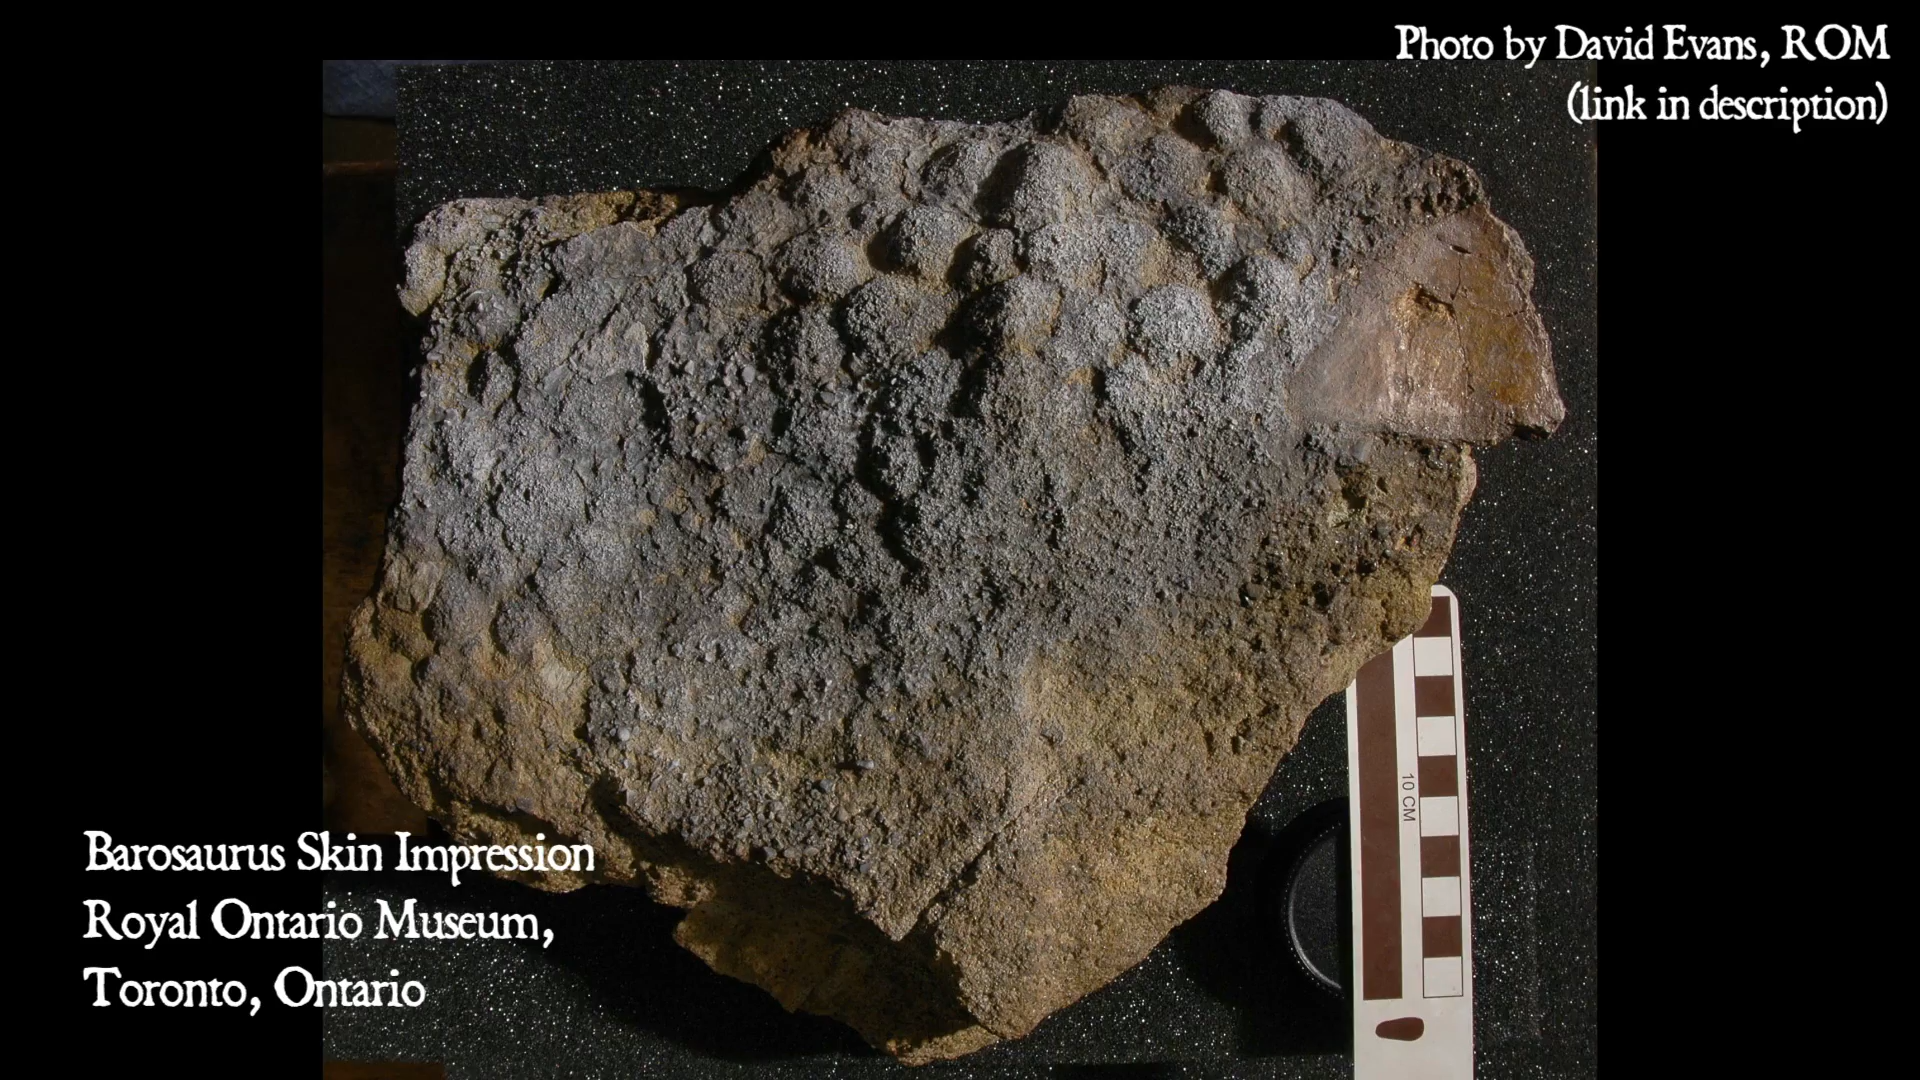 Photo by David Evans, ROM
(link in description)
10 CM
Barosaurus Skin Impression
Royal Ontario Museum,
Toronto, Ontario